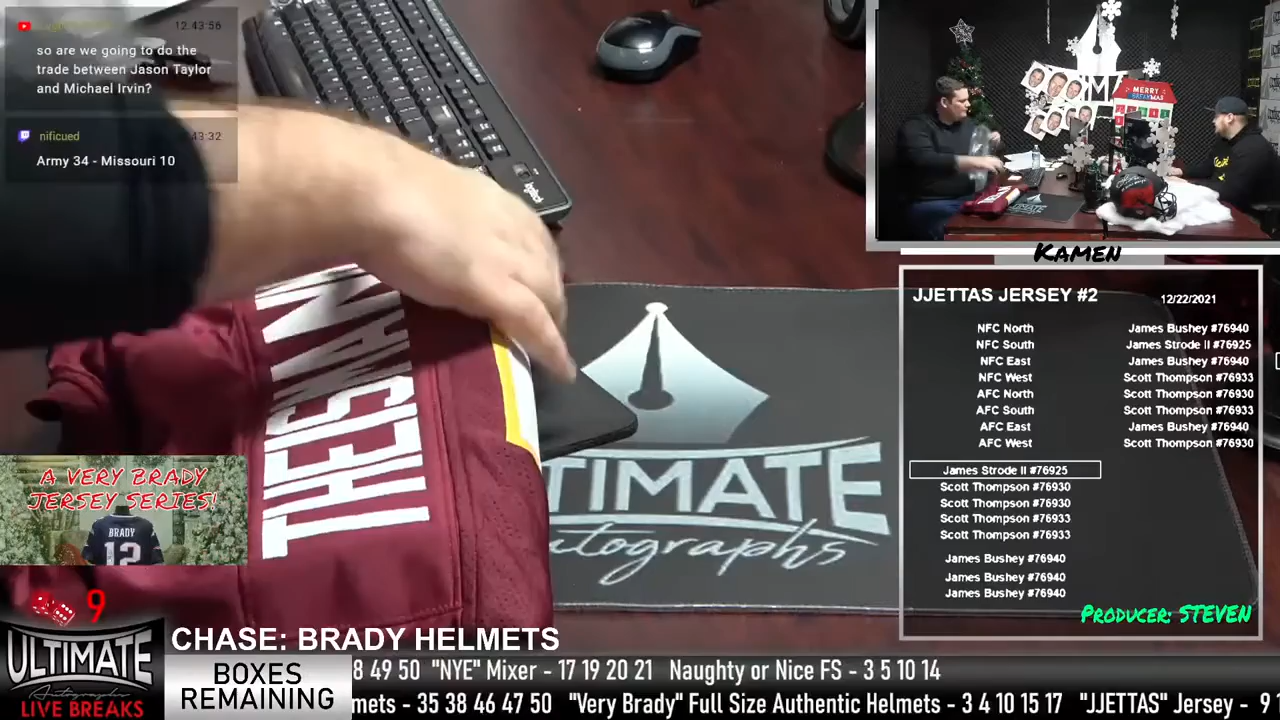 12.43:56
so are we going to do the
trade between Jason Taylor
and Michael Irvin?
nificued
43:32
Army 34 - Missouri 10
logi
THEISMAN
ULTIMATE
Autographs
MERRY
BREAKMAS
KAMEN
JJETTAS JERSEY #2 12/22/2021
NFC North James Bushey #76940
NFC South James Strode II #76925
NFC East James Bushey #76940
NFC West Scott Thompson #76933
AFC North Scott Thompson #76930
AFC South Scott Thompson #76933
AFC East James Bushey #76940
AFC West Scott Thompson #76930
James Strode II #76925
Scott Thompson #76930
Scott Thompson #76930
Scott Thompson #76933
Scott Thompson #76933
James Bushey #76940
James Bushey #76940
James Bushey #76940
PRODUCER: STEVEN
A VERY BRADY
JERSEY SERIES!
BRADY
12
9
ULTIMATE
Autographs
LIVE BREAKS
CHASE: BRADY HELMETS
BOXES
REMAINING
8 49 50 "NYE" Mixer - 17 19 20 21 Naughty or Nice FS - 3 5 10 14
mets - 35 38 46 47 50 "Very Brady" Full Size Authentic Helmets - 3 4 10 15 17 "JJETTAS" Jersey - 9